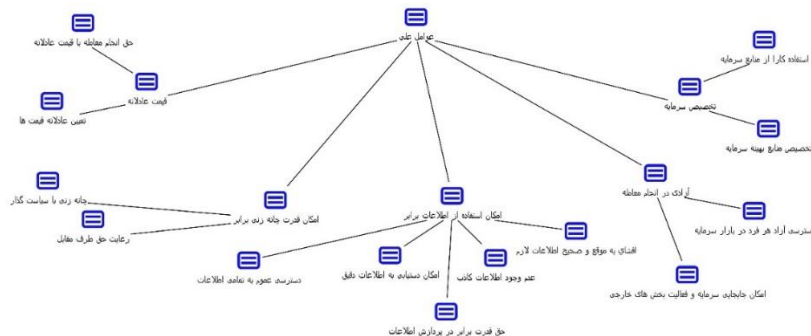 عوامل علی
حق انجام معامله با قیمت عادلانه
استفاده کارا از منابع سرمایه
قیمت عادلانه
تخصیص سرمایه
تعیین عادلانه قیمت ها
تخصیص منابع بهینه سرمایه
آزادی در انجام معامله
چانه زنی با سیاست گذار
امکان قدرت چانه زنی برابر
امکان استفاده از اطلاعات برابر
رعایت حق طرف مقابل
دسترسی آزاد هر فرد در بازار سرمایه
افشای به موقع و صحیح اطلاعات لازم
دسترسی عموم به تمامی اطلاعات
امکان دستیابی به اطلاعات دقیق
عدم وجود اطلاعات کاذب
امکان جابجایی سرمایه و فعالیت بخش های خارجی
حق قدرت برابر در پردازش اطلاعات